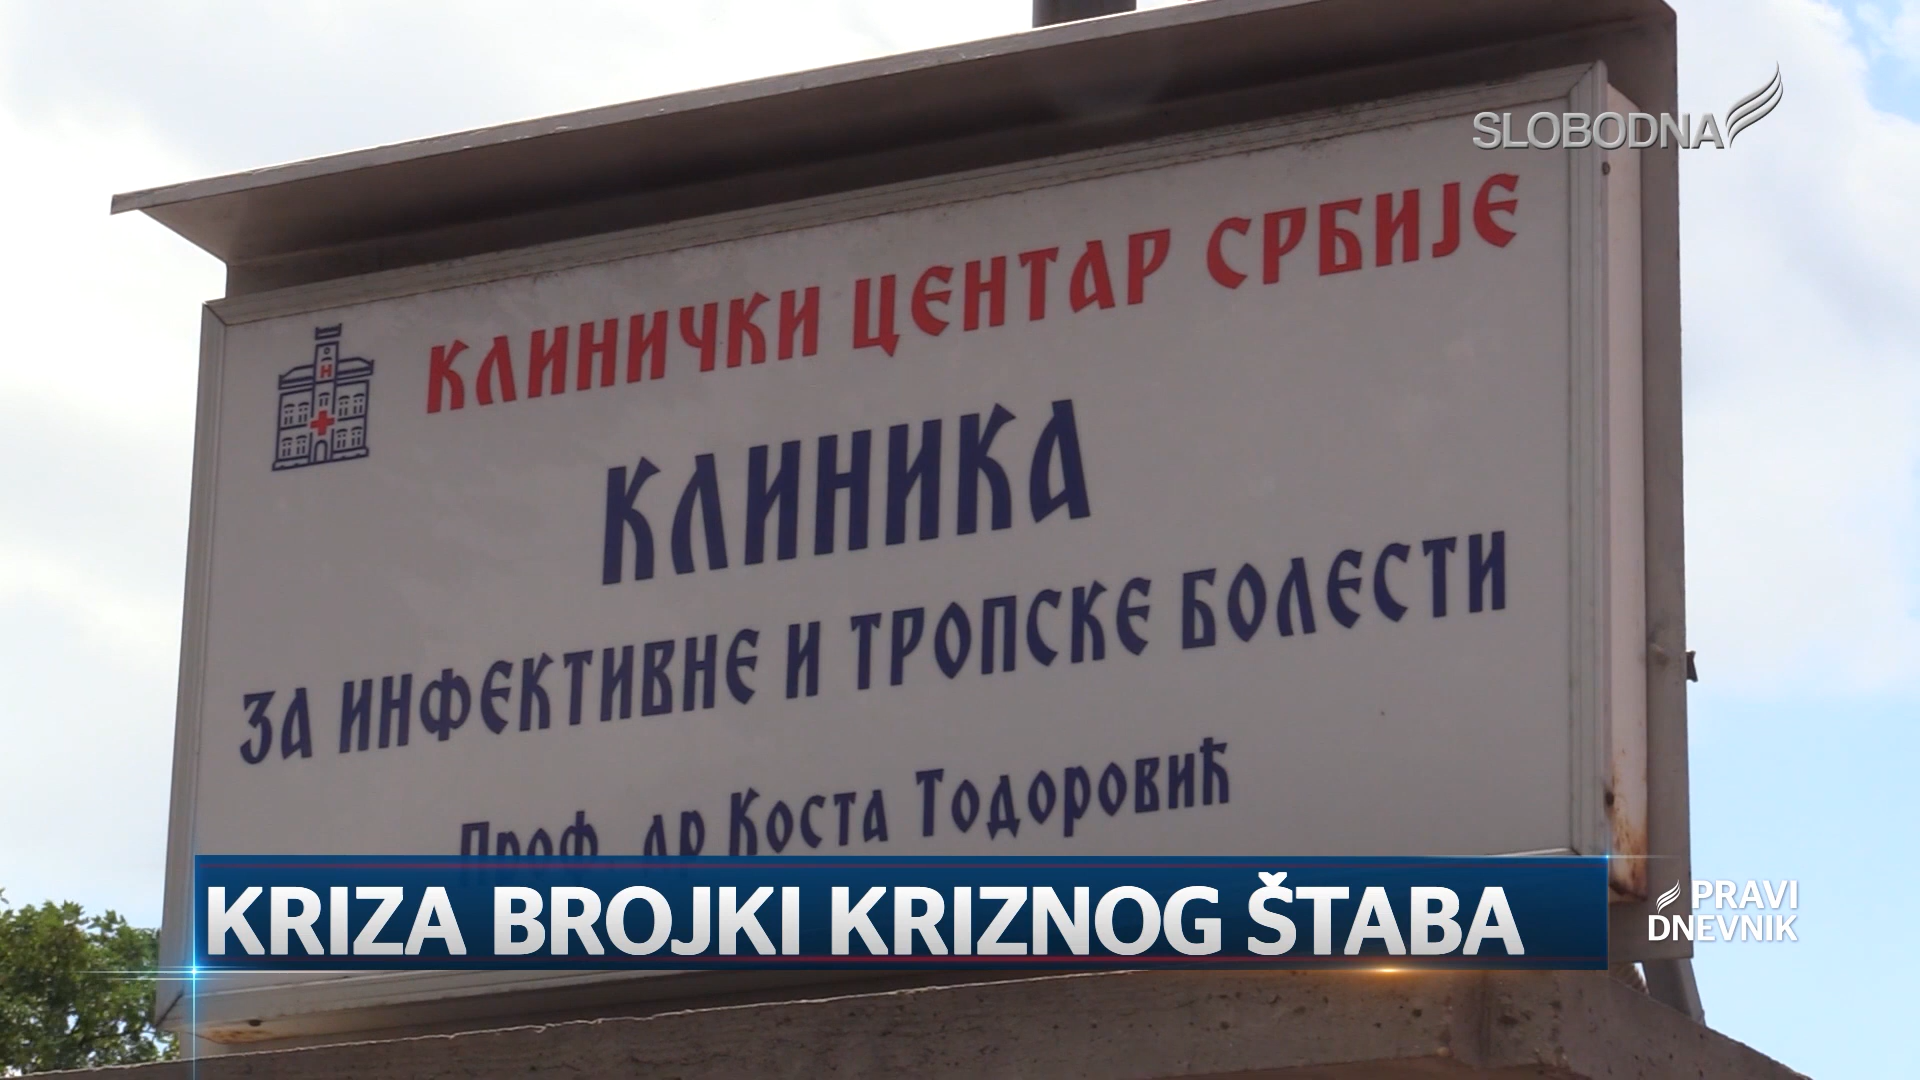 SLOBODNA
КЛИНИЧКИ ЦЕНТАР СРБИЈЕ
КЛИНИКА
ЗА ИНФЕКТИВНЕ И ТРОПСКЕ БОЛЕСТИ
Проф. др Коста Тодоровић
KRIZA BROJKI KRIZNOG ŠTABA
PRAVI
DNEVNIK